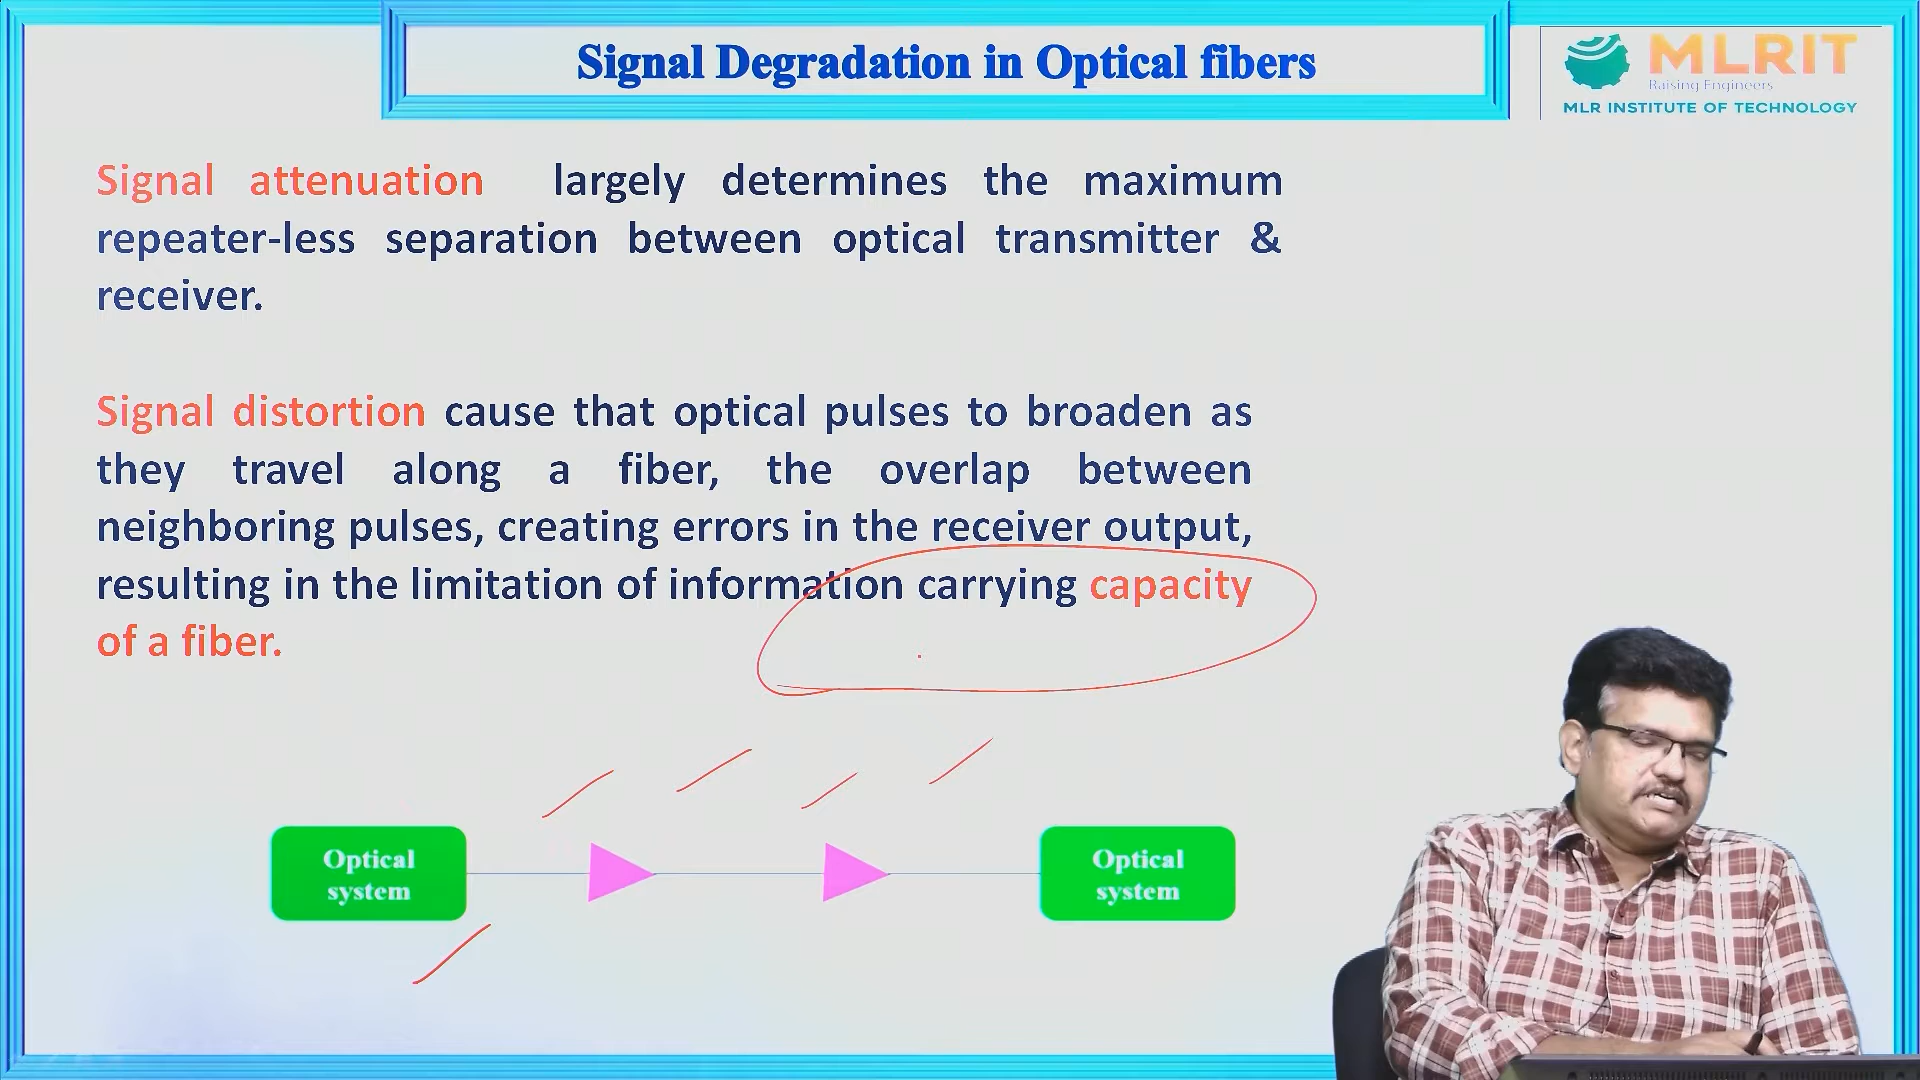 Signal Degradation in Optical fibers
MLRIT
Raising Engineers
MLR INSTITUTE OF TECHNOLOGY
Signal attenuation largely determines the maximum
repeater-less separation between optical transmitter &
receiver.
Signal distortion cause that optical pulses to broaden as
they travel along a fiber, the overlap between
neighboring pulses, creating errors in the receiver output,
resulting in the limitation of information carrying capacity
of a fiber.
Optical
system
Optical
system